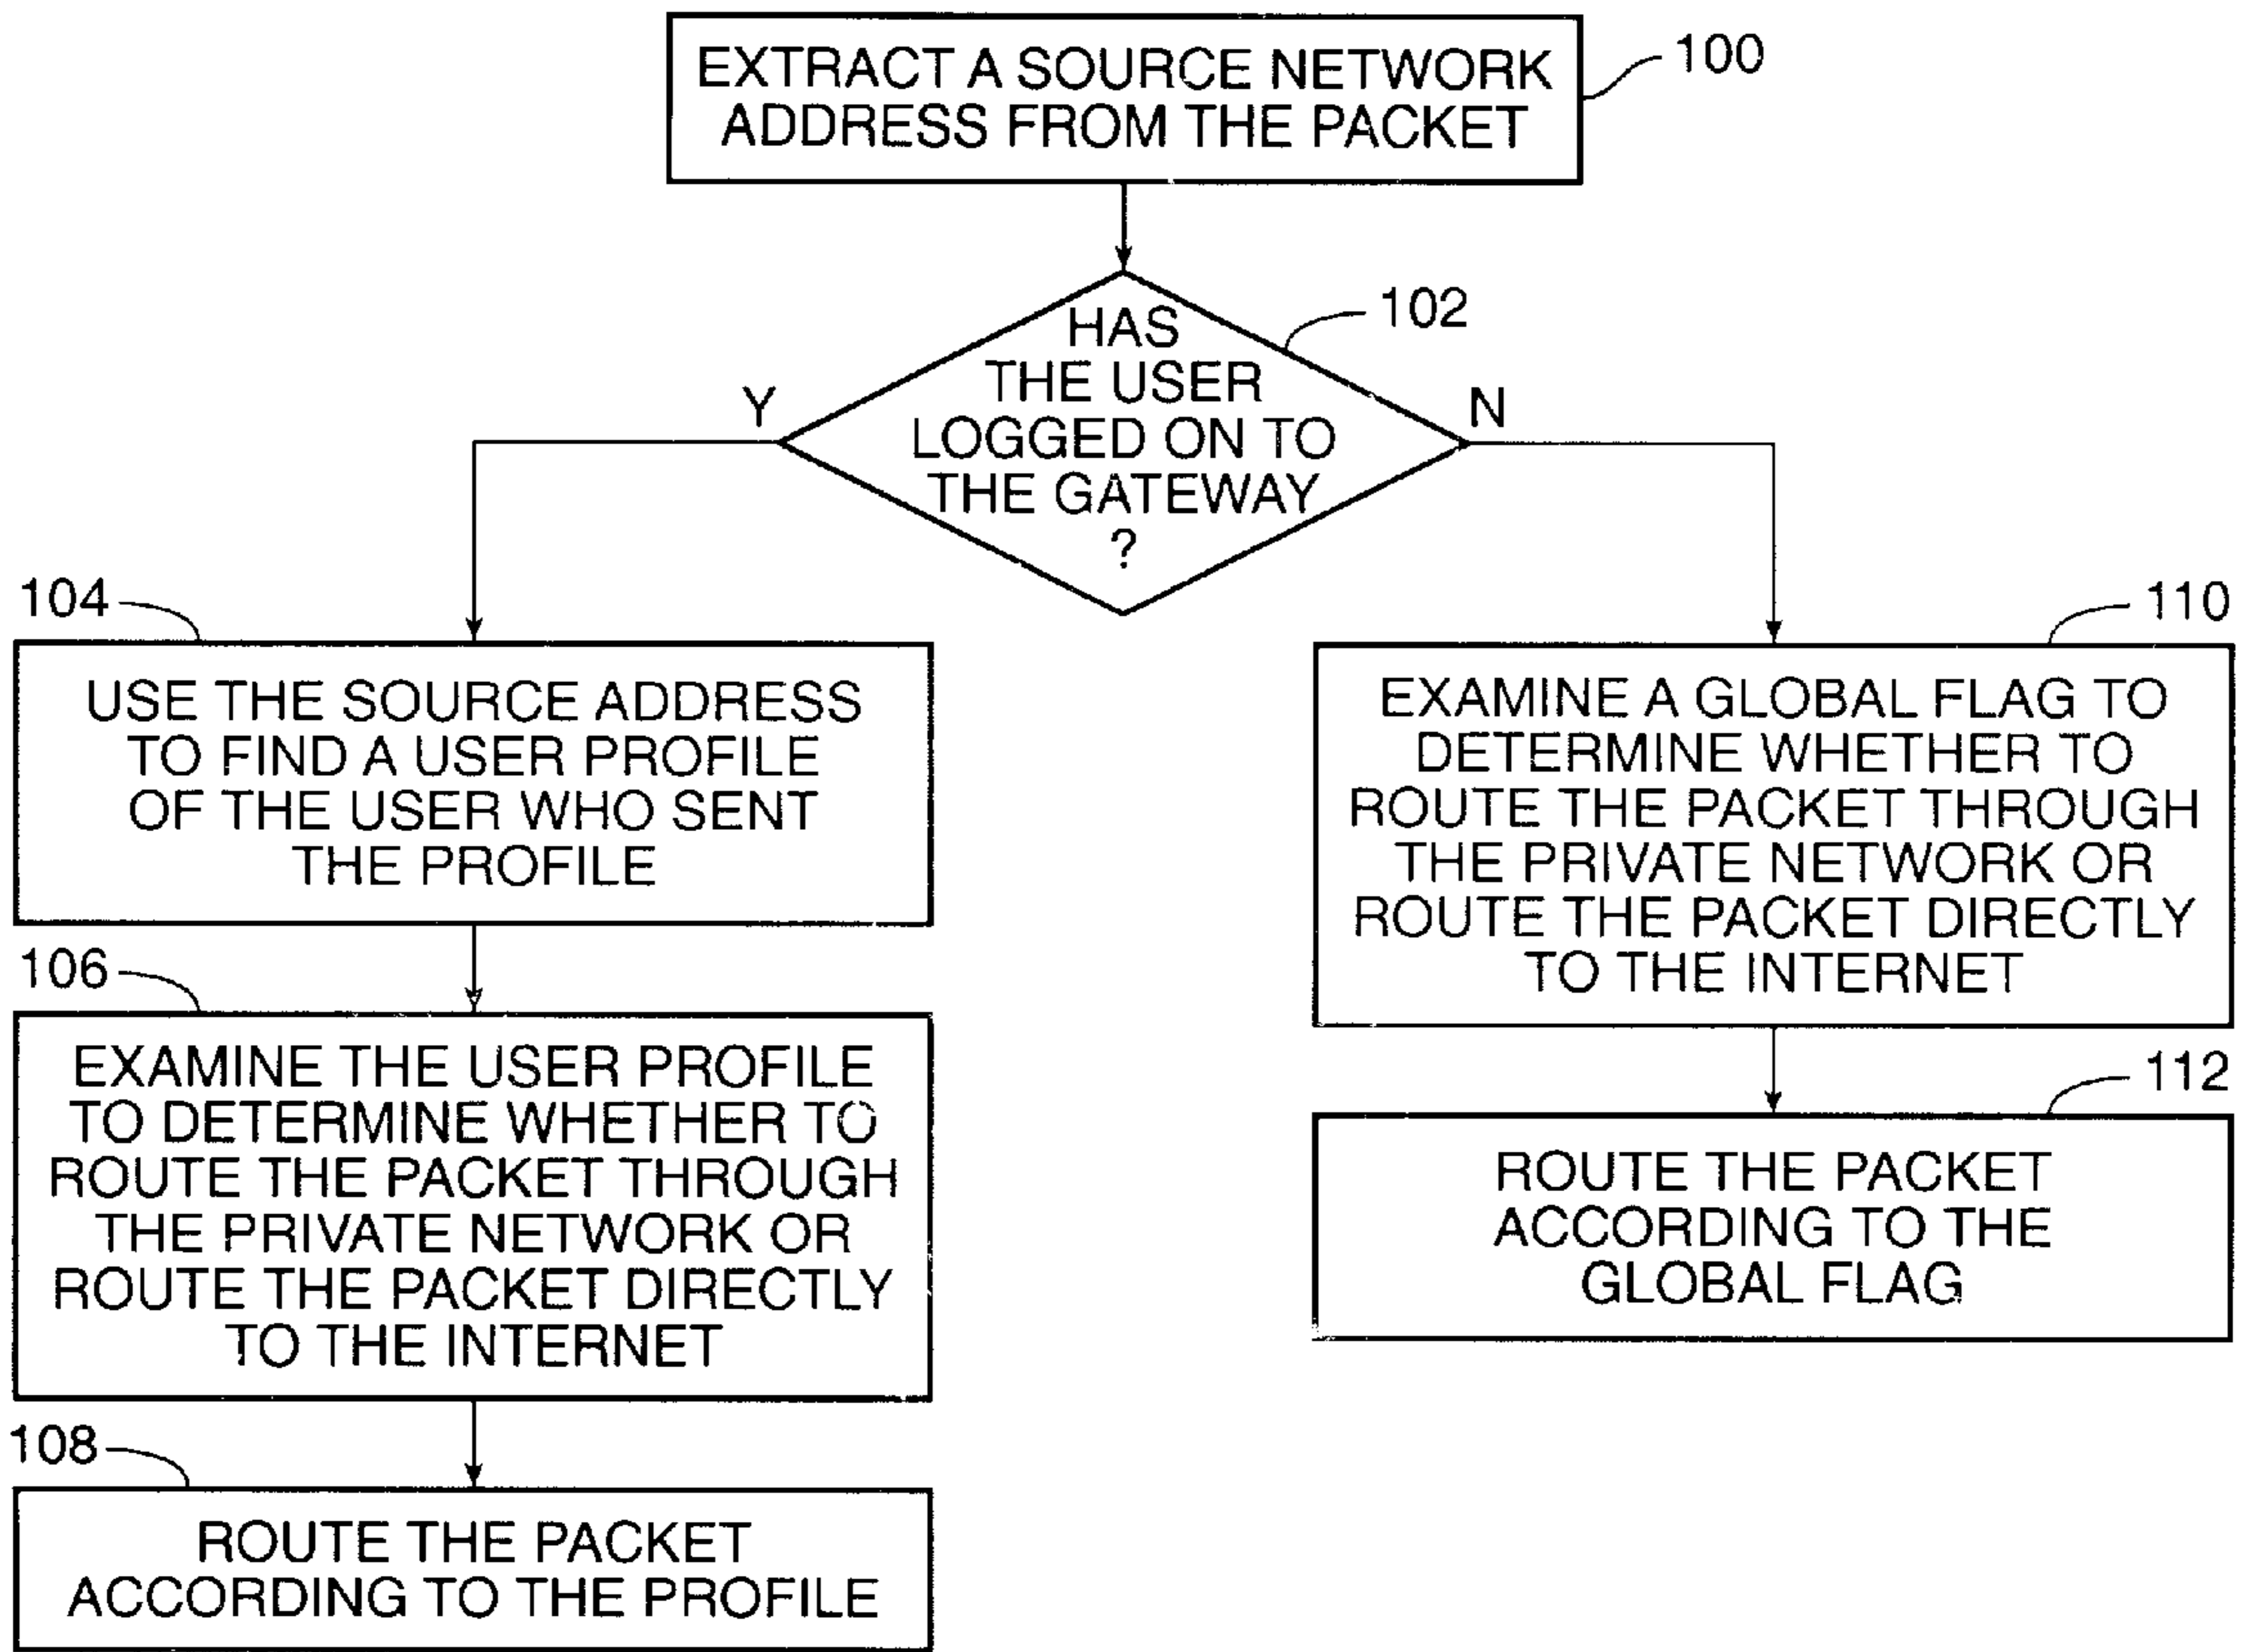 EXTRACT A SOURCE NETWORK
ADDRESS FROM THE PACKET
100
HAS
THE USER
LOGGED ON TO
THE GATEWAY
?
102
Y
N
104
USE THE SOURCE ADDRESS
TO FIND A USER PROFILE
OF THE USER WHO SENT
THE PROFILE
106
EXAMINE THE USER PROFILE
TO DETERMINE WHETHER TO
ROUTE THE PACKET THROUGH
THE PRIVATE NETWORK OR
ROUTE THE PACKET DIRECTLY
TO THE INTERNET
108
ROUTE THE PACKET
ACCORDING TO THE PROFILE
110
EXAMINE A GLOBAL FLAG TO
DETERMINE WHETHER TO
ROUTE THE PACKET THROUGH
THE PRIVATE NETWORK OR
ROUTE THE PACKET DIRECTLY
TO THE INTERNET
112
ROUTE THE PACKET
ACCORDING TO THE
GLOBAL FLAG